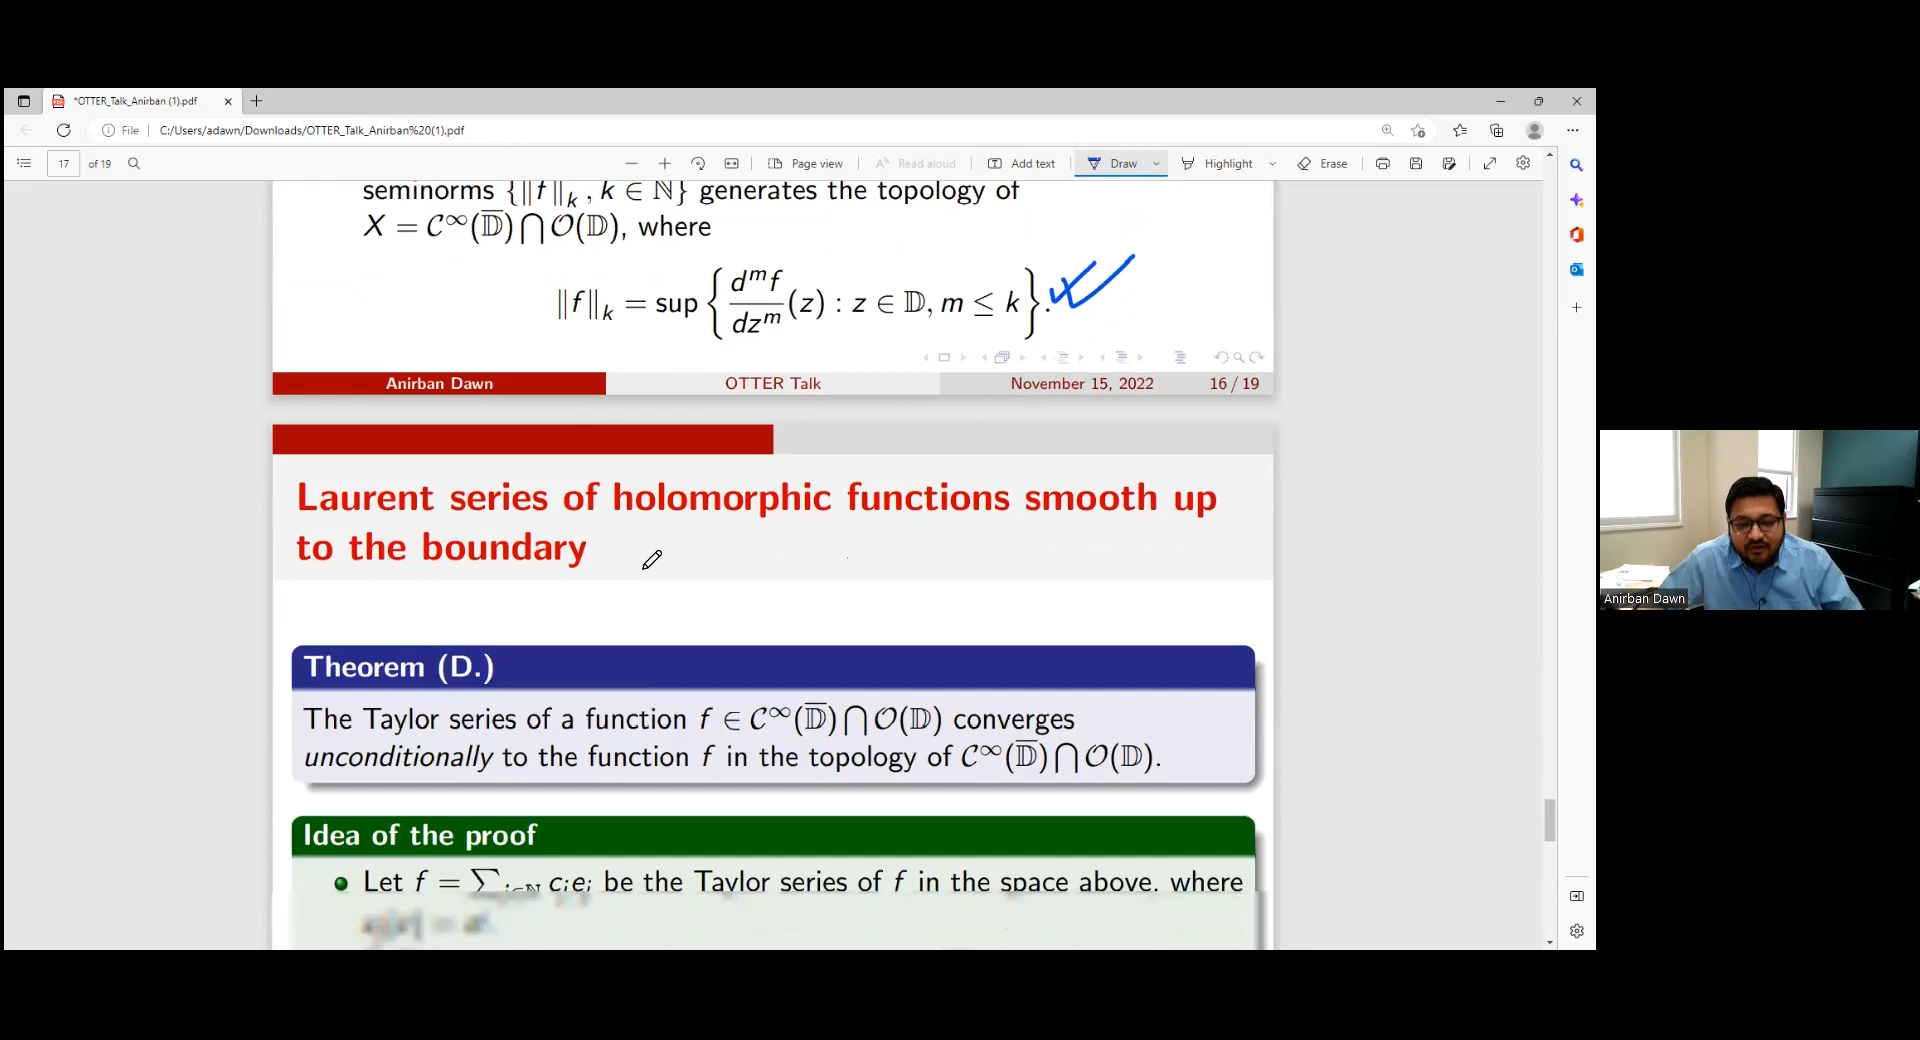 *OTTER_Talk_Anirban (1).pdf
File C:/Users/adawn/Downloads/OTTER_Talk_Anirban%20(1).pdf
17 of 19 Page view Read aloud Add text Draw Highlight Erase
seminorms {‖f‖_k, k ∈ ℕ} generates the topology of
X = 𝒞^∞(𝔻̅) ⋂ 𝒪(𝔻), where
‖f‖_k = sup { d^m f / dz^m (z) : z ∈ 𝔻, m ≤ k }.
Anirban Dawn OTTER Talk November 15, 2022 16 / 19
Laurent series of holomorphic functions smooth up
to the boundary
Theorem (D.)
The Taylor series of a function f ∈ 𝒞^∞(𝔻̅) ⋂ 𝒪(𝔻) converges
unconditionally to the function f in the topology of 𝒞^∞(𝔻̅) ⋂ 𝒪(𝔻).
Idea of the proof
Let f = ∑_{i∈ℕ} c_i e_i be the Taylor series of f in the space above, where
Anirban Dawn